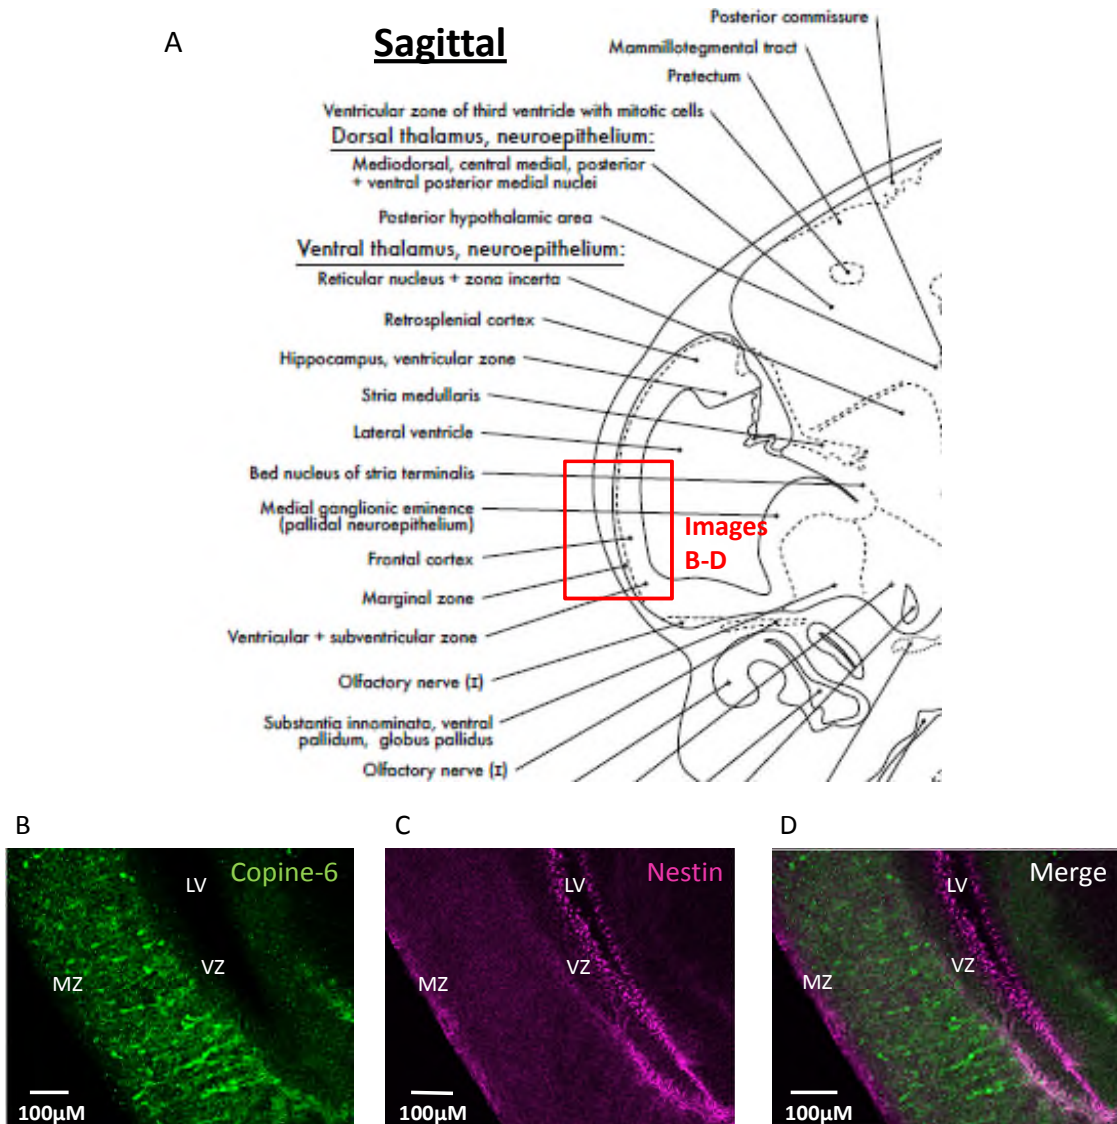 A
Sagittal
Posterior commissure
Mammillotegmental tract
Pretectum
Ventricular zone of third ventricle with mitotic cells
Dorsal thalamus, neuroepithelium:
Mediodorsal, central medial, posterior
+ ventral posterior medial nuclei
Posterior hypothalamic area
Ventral thalamus, neuroepithelium:
Reticular nucleus + zona incerta
Retrosplenial cortex
Hippocampus, ventricular zone
Stria medullaris
Lateral ventricle
Bed nucleus of stria terminalis
Medial ganglionic eminence
(pallidal neuroepithelium)
Images
B-D
Frontal cortex
Marginal zone
Ventricular + subventricular zone
Olfactory nerve (I)
Substantia innominata, ventral
pallidum, globus pallidus
Olfactory nerve (I)
B
Copine-6
LV
VZ
MZ
100µM
C
Nestin
LV
VZ
MZ
100µM
D
Merge
LV
VZ
MZ
100µM